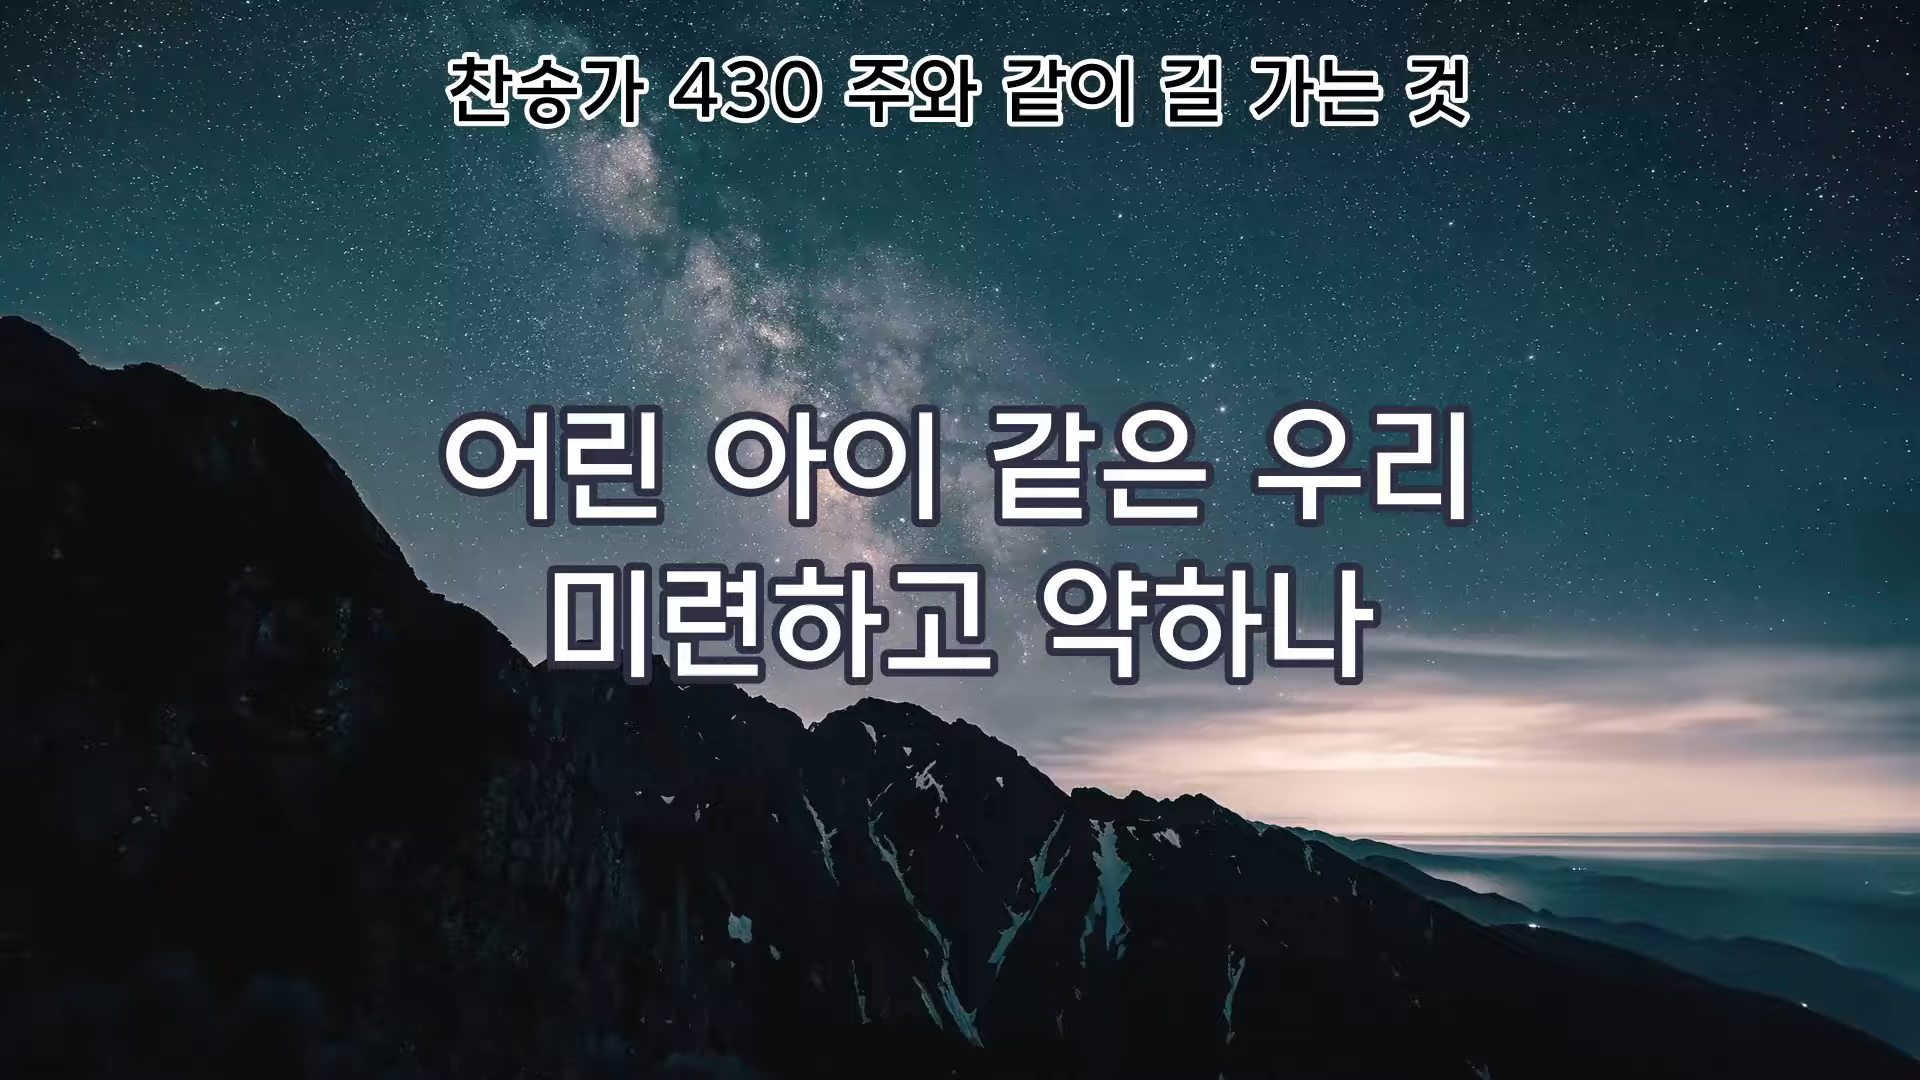 찬송가 430 주와 같이 길 가는 것
어린 아이 같은 우리
미련하고 약하나